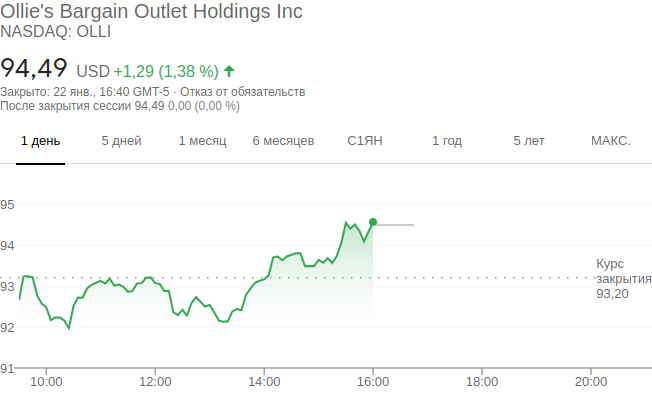 Ollie's Bargain Outlet Holdings Inc
NASDAQ: OLLI
94,49 USD +1,29 (1,38 %)
Закрыто: 22 янв., 16:40 GMT-5 · Отказ от обязательств
После закрытия сессии 94,49 0,00 (0,00 %)
1 день 5 дней 1 месяц 6 месяцев С1ЯН 1 год 5 лет МАКС.
95
94
93
92
91
Курс
закрытия
93,20
10:00 12:00 14:00 16:00 18:00 20:00